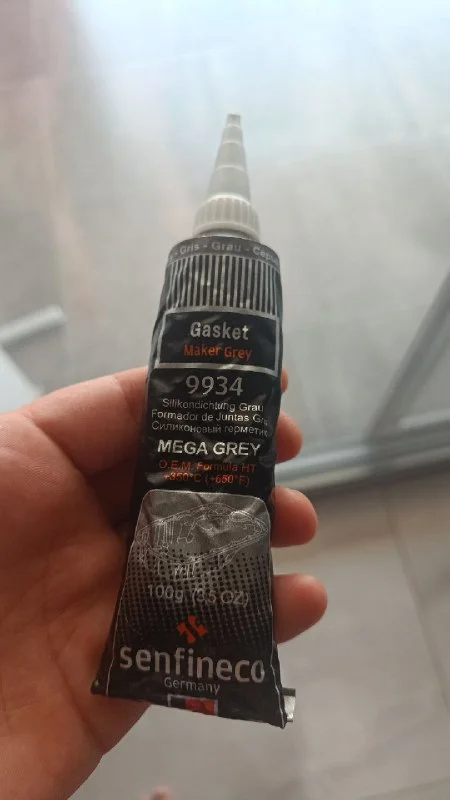 - Gris - Grau -
Gasket
Maker Grey
9934
Silikondichtung Grau
Formador de Juntas Gris
Силиконовый герметик
MEGA GREY
O.E.M. Formula HT
+350°C (+650°F)
100g (3.5 OZ)
senfineco
Germany